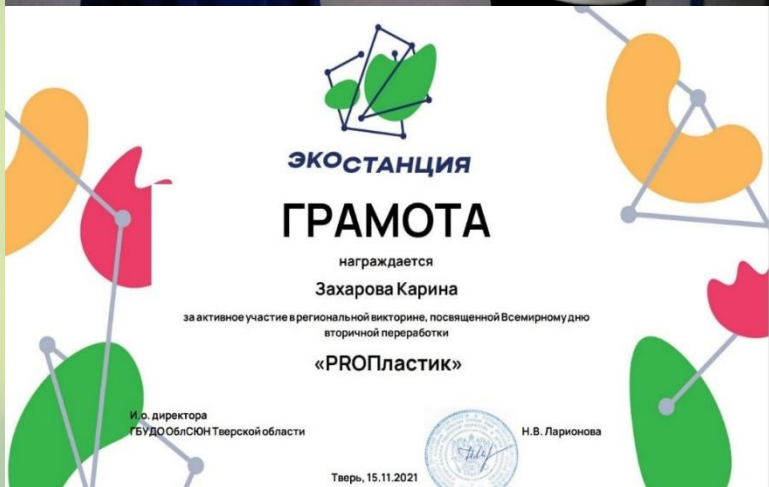 ЭКОСТАНЦИЯ
ГРАМОТА
награждается
Захарова Карина
за активное участие в региональной викторине, посвященной Всемирному дню
вторичной переработки
«PROПластик»
И.о. директора
ГБУДО ОблСЮН Тверской области
Н.В. Ларионова
Тверь, 15.11.2021